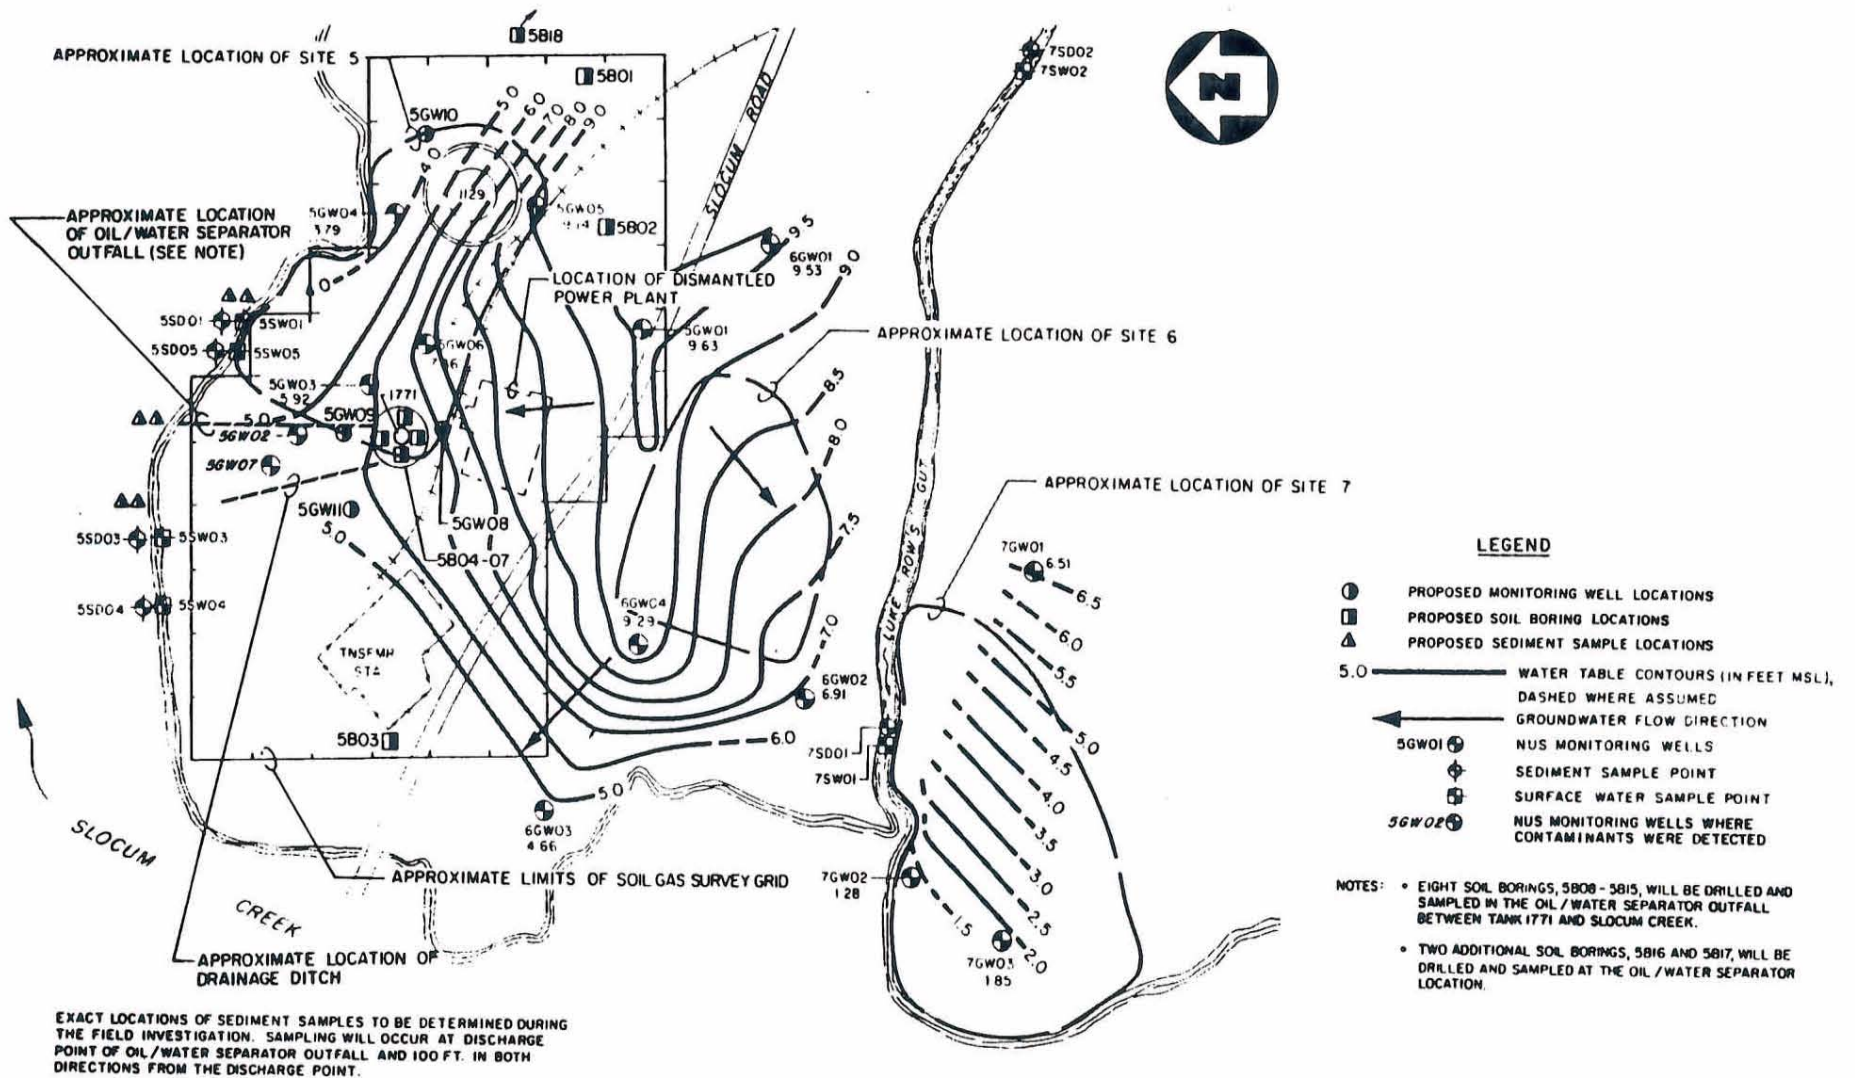 5B18
APPROXIMATE LOCATION OF SITE 5
5B01
7SD02
7SW02
N
SLOCUM ROAD
5GW10
5.0
6.0
7.0
8.0
9.0
4.0
1129
APPROXIMATE LOCATION
OF OIL/WATER SEPARATOR
OUTFALL (SEE NOTE)
5GW04
5GW05
5B02
9.5
6GW01
9.53
9.0
LOCATION OF DISMANTLED
POWER PLANT
5SD01
5SW01
5SD05
5SW05
5GW06
5GW01
9.63
APPROXIMATE LOCATION OF SITE 6
5GW03
5.92
1771
8.5
5.0
5GW09
5GW02
8.0
5GW07
APPROXIMATE LOCATION OF SITE 7
5GW11
5.0
5GW08
7.5
5SD03
5SW03
5B04-07
LUKE ROW'S GUT
7GW01
6.51
6.5
5SD04
5SW04
6GW04
9.29
7.0
6.0
5.5
TNSFMR
STA
6GW02
6.91
5B03
6.0
7SD01
7SW01
5.0
4.5
5.0
4.0
6GW03
4.66
3.5
SLOCUM
CREEK
APPROXIMATE LIMITS OF SOIL GAS SURVEY GRID
7GW02
1.28
3.0
2.5
1.5
2.0
7GW03
1.85
APPROXIMATE LOCATION OF
DRAINAGE DITCH
EXACT LOCATIONS OF SEDIMENT SAMPLES TO BE DETERMINED DURING
THE FIELD INVESTIGATION. SAMPLING WILL OCCUR AT DISCHARGE
POINT OF OIL/WATER SEPARATOR OUTFALL AND 100 FT. IN BOTH
DIRECTIONS FROM THE DISCHARGE POINT.
LEGEND
PROPOSED MONITORING WELL LOCATIONS
PROPOSED SOIL BORING LOCATIONS
PROPOSED SEDIMENT SAMPLE LOCATIONS
5.0 WATER TABLE CONTOURS (IN FEET MSL),
DASHED WHERE ASSUMED
GROUNDWATER FLOW DIRECTION
5GW01 NUS MONITORING WELLS
SEDIMENT SAMPLE POINT
SURFACE WATER SAMPLE POINT
5GW02 NUS MONITORING WELLS WHERE
CONTAMINANTS WERE DETECTED
NOTES: • EIGHT SOIL BORINGS, 5B08 - 5B15, WILL BE DRILLED AND
SAMPLED IN THE OIL / WATER SEPARATOR OUTFALL
BETWEEN TANK 1771 AND SLOCUM CREEK.
• TWO ADDITIONAL SOIL BORINGS, 5B16 AND 5B17, WILL BE
DRILLED AND SAMPLED AT THE OIL / WATER SEPARATOR
LOCATION.